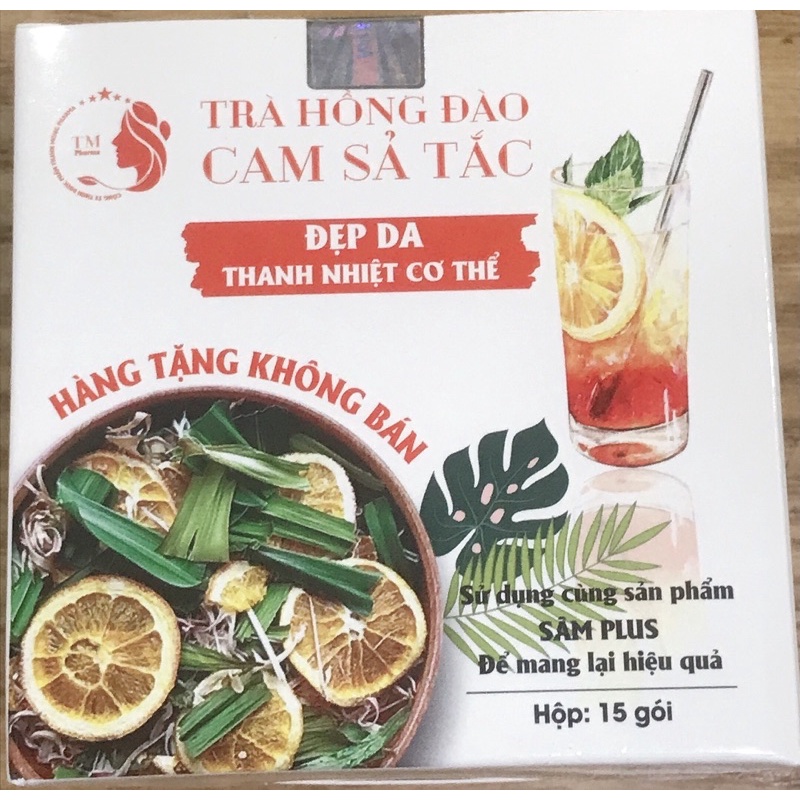 TRÀ HỒNG ĐÀO
CAM SẢ TẮC
TM
Pharma
ĐẸP DA
THANH NHIỆT CƠ THỂ
HÀNG TẶNG KHÔNG BÁN
Sử dụng cùng sản phẩm
SÂM PLUS
Để mang lại hiệu quả
Hộp: 15 gói